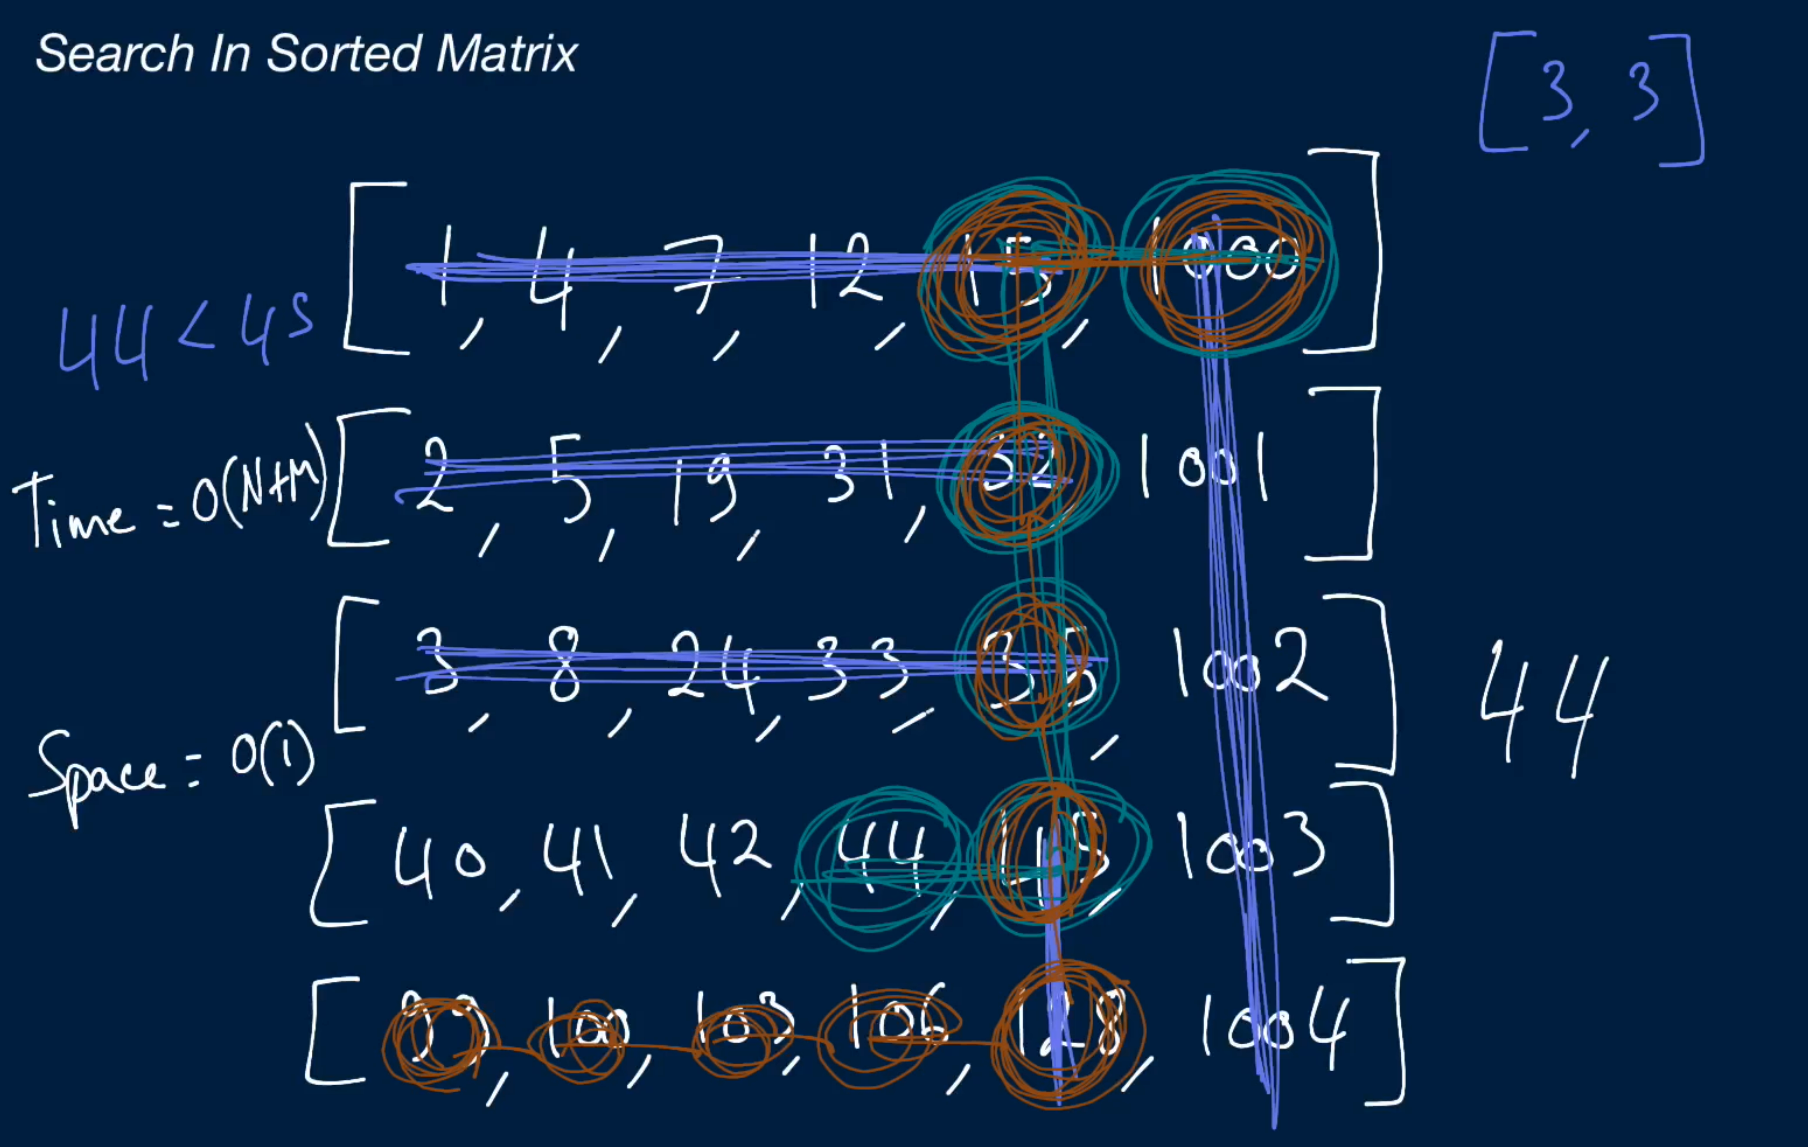 Search In Sorted Matrix
[3, 3]
[1, 4, 7, 12, 15, 1000]
44 < 45
Time = O(N+M)
[2, 5, 19, 31, 32 1001]
[3, 8, 24, 33, 35, 1002]
44
Space = O(1)
[40, 41, 42, 44, 45, 1003]
[99, 100, 103, 106, 128, 1004]